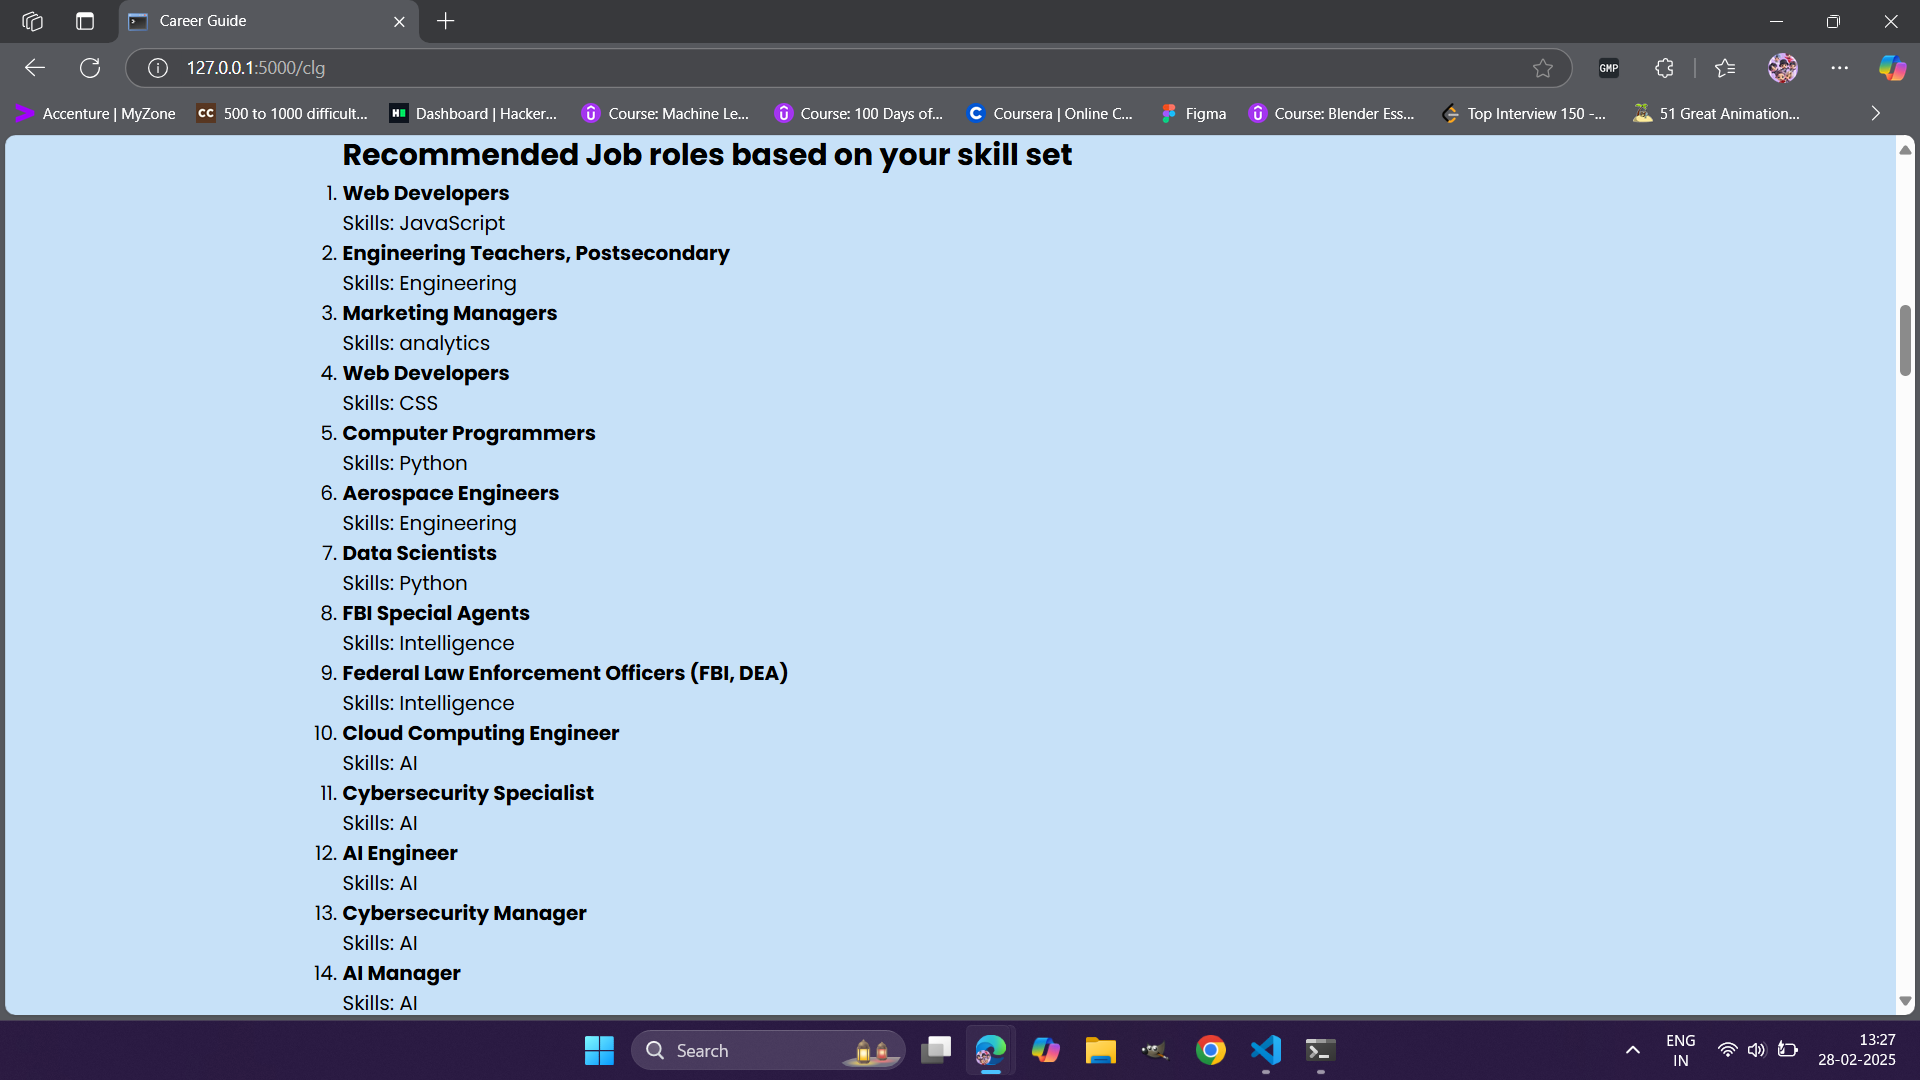 Career Guide
127.0.0.1:5000/clg
GMP
Accenture | MyZone
CC 500 to 1000 difficult...
H Dashboard | Hacker...
Course: Machine Le...
Course: 100 Days of...
C Coursera | Online C...
Figma
Course: Blender Ess...
Top Interview 150 -...
51 Great Animation...
Recommended Job roles based on your skill set
1. Web Developers
Skills: JavaScript
2. Engineering Teachers, Postsecondary
Skills: Engineering
3. Marketing Managers
Skills: analytics
4. Web Developers
Skills: CSS
5. Computer Programmers
Skills: Python
6. Aerospace Engineers
Skills: Engineering
7. Data Scientists
Skills: Python
8. FBI Special Agents
Skills: Intelligence
9. Federal Law Enforcement Officers (FBI, DEA)
Skills: Intelligence
10. Cloud Computing Engineer
Skills: AI
11. Cybersecurity Specialist
Skills: AI
12. AI Engineer
Skills: AI
13. Cybersecurity Manager
Skills: AI
14. AI Manager
Skills: AI
Search
ENG
IN
13:27
28-02-2025